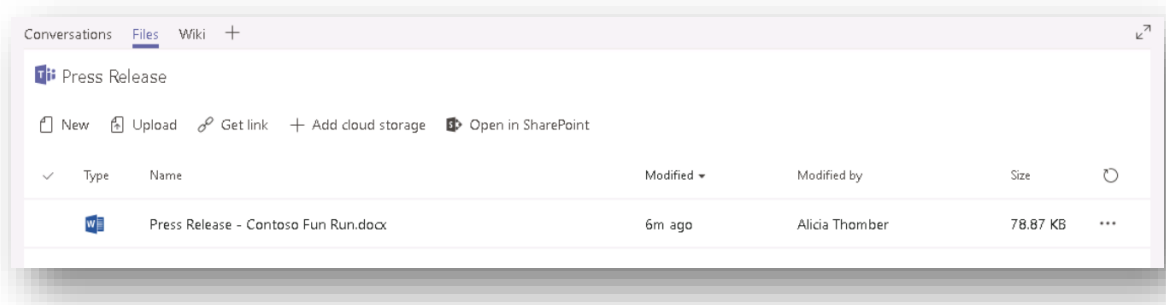 Conversations Files Wiki
Press Release
New Upload Get link Add cloud storage Open in SharePoint
Type Name Modified Modified by Size
Press Release - Contoso Fun Run.docx 6m ago Alicia Thomber 78.87 KB